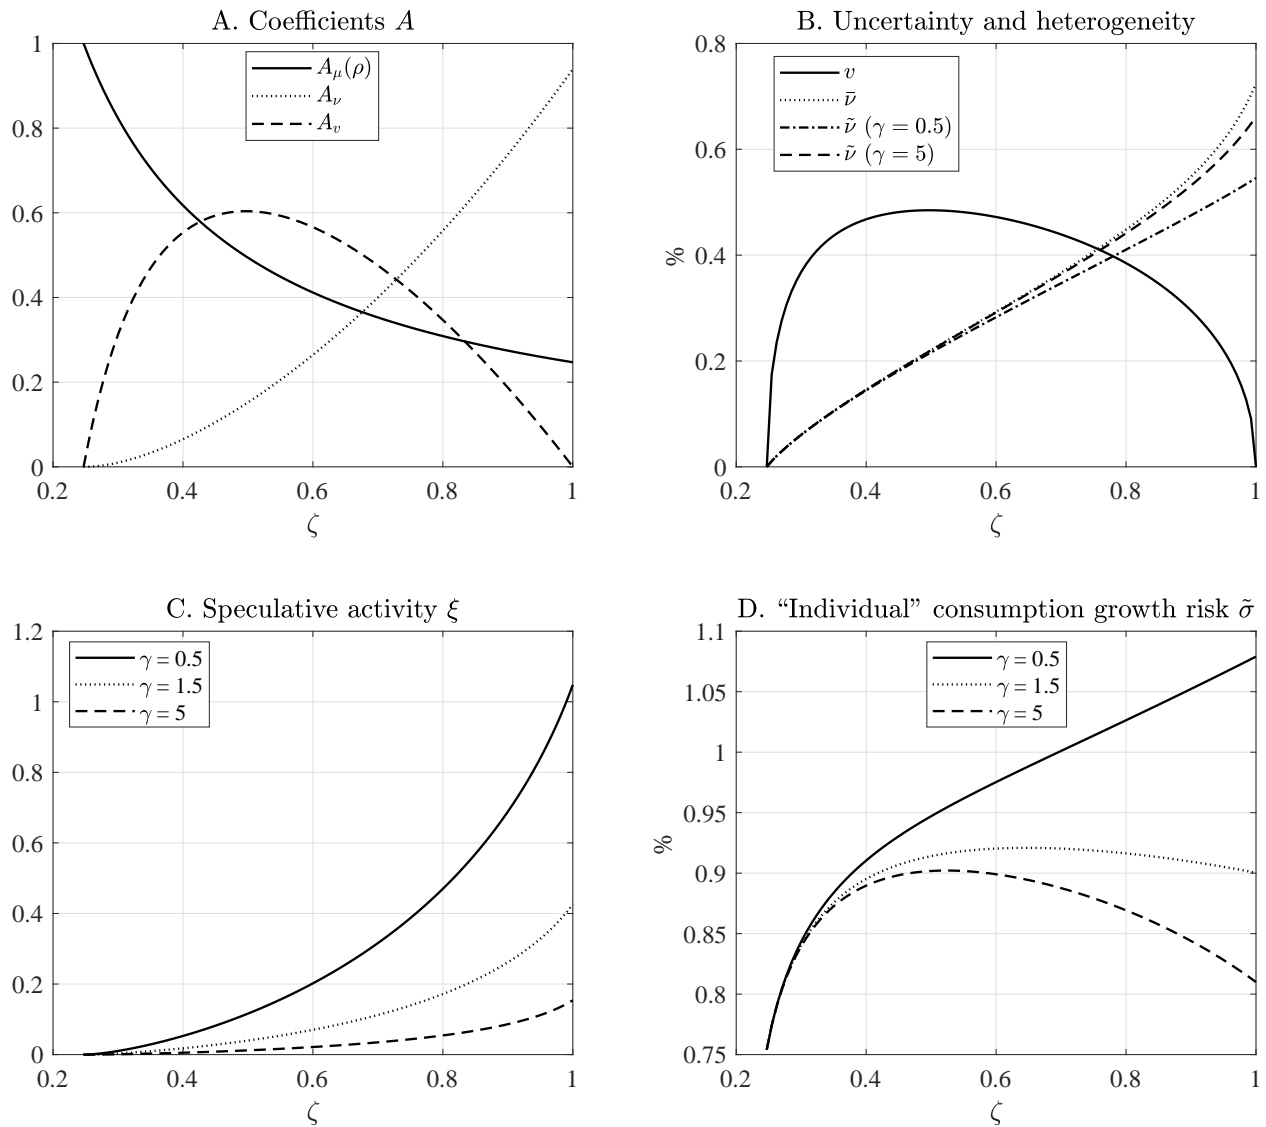 A. Coefficients A
1
0.8
0.6
0.4
0.2
0
0.2
0.4
0.6
0.8
1
ζ
A_μ(ρ)
A_ν
A_v
B. Uncertainty and heterogeneity
0.8
0.6
0.4
0.2
0
%
0.2
0.4
0.6
0.8
1
ζ
v
ν̄
ν̃ (γ = 0.5)
ν̃ (γ = 5)
C. Speculative activity ξ
1.2
1
0.8
0.6
0.4
0.2
0
0.2
0.4
0.6
0.8
1
ζ
γ = 0.5
γ = 1.5
γ = 5
D. “Individual” consumption growth risk σ̃
1.1
1.05
1
0.95
0.9
0.85
0.8
0.75
%
0.2
0.4
0.6
0.8
1
ζ
γ = 0.5
γ = 1.5
γ = 5